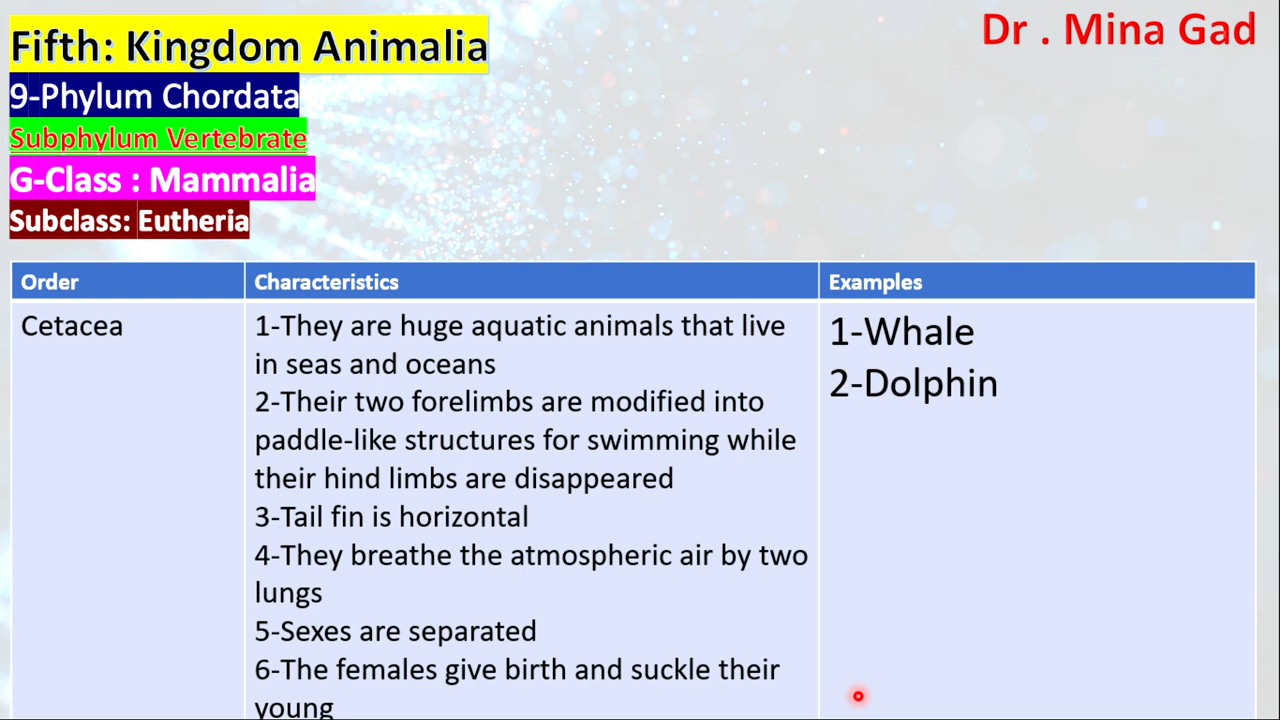 Fifth: Kingdom Animalia
Dr . Mina Gad
9-Phylum Chordata
Subphylum Vertebrate
G-Class : Mammalia
Subclass: Eutheria
Order
Characteristics
Examples
Cetacea
1-They are huge aquatic animals that live
in seas and oceans
2-Their two forelimbs are modified into
paddle-like structures for swimming while
their hind limbs are disappeared
3-Tail fin is horizontal
4-They breathe the atmospheric air by two
lungs
5-Sexes are separated
6-The females give birth and suckle their
young
1-Whale
2-Dolphin